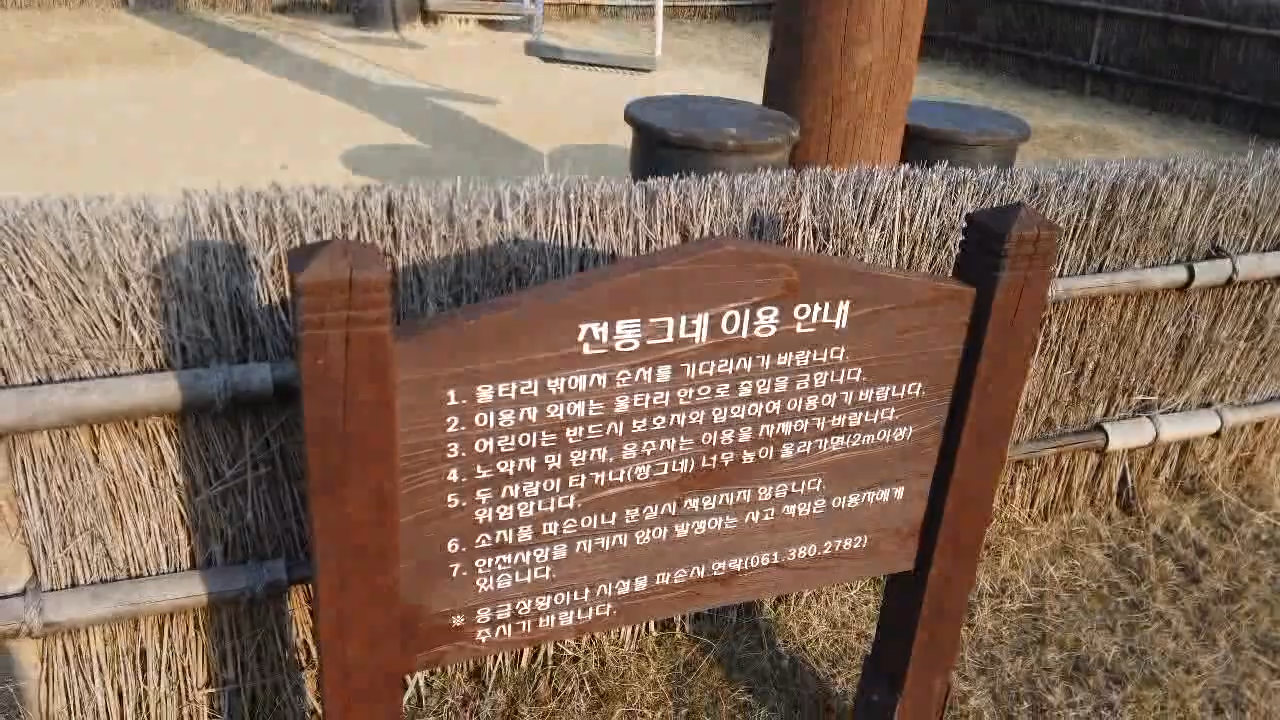 전통그네 이용 안내
1. 울타리 밖에서 순서를 기다리시기 바랍니다.
2. 이용자 외에는 울타리 안으로 출입을 금합니다.
3. 어린이는 반드시 보호자와 입회하여 이용하기 바랍니다.
4. 노약자 및 환자, 음주자는 이용을 자제하기 바랍니다.
5. 두 사람이 타거나(쌍그네) 너무 높이 올라가면(2m이상)
위험합니다.
6. 소지품 파손이나 분실시 책임지지 않습니다.
7. 안전사항을 지키지 않아 발생하는 사고 책임은 이용자에게
있습니다.
※ 응급상황이나 시설물 파손시 연락(061.380.2782)
주시기 바랍니다.